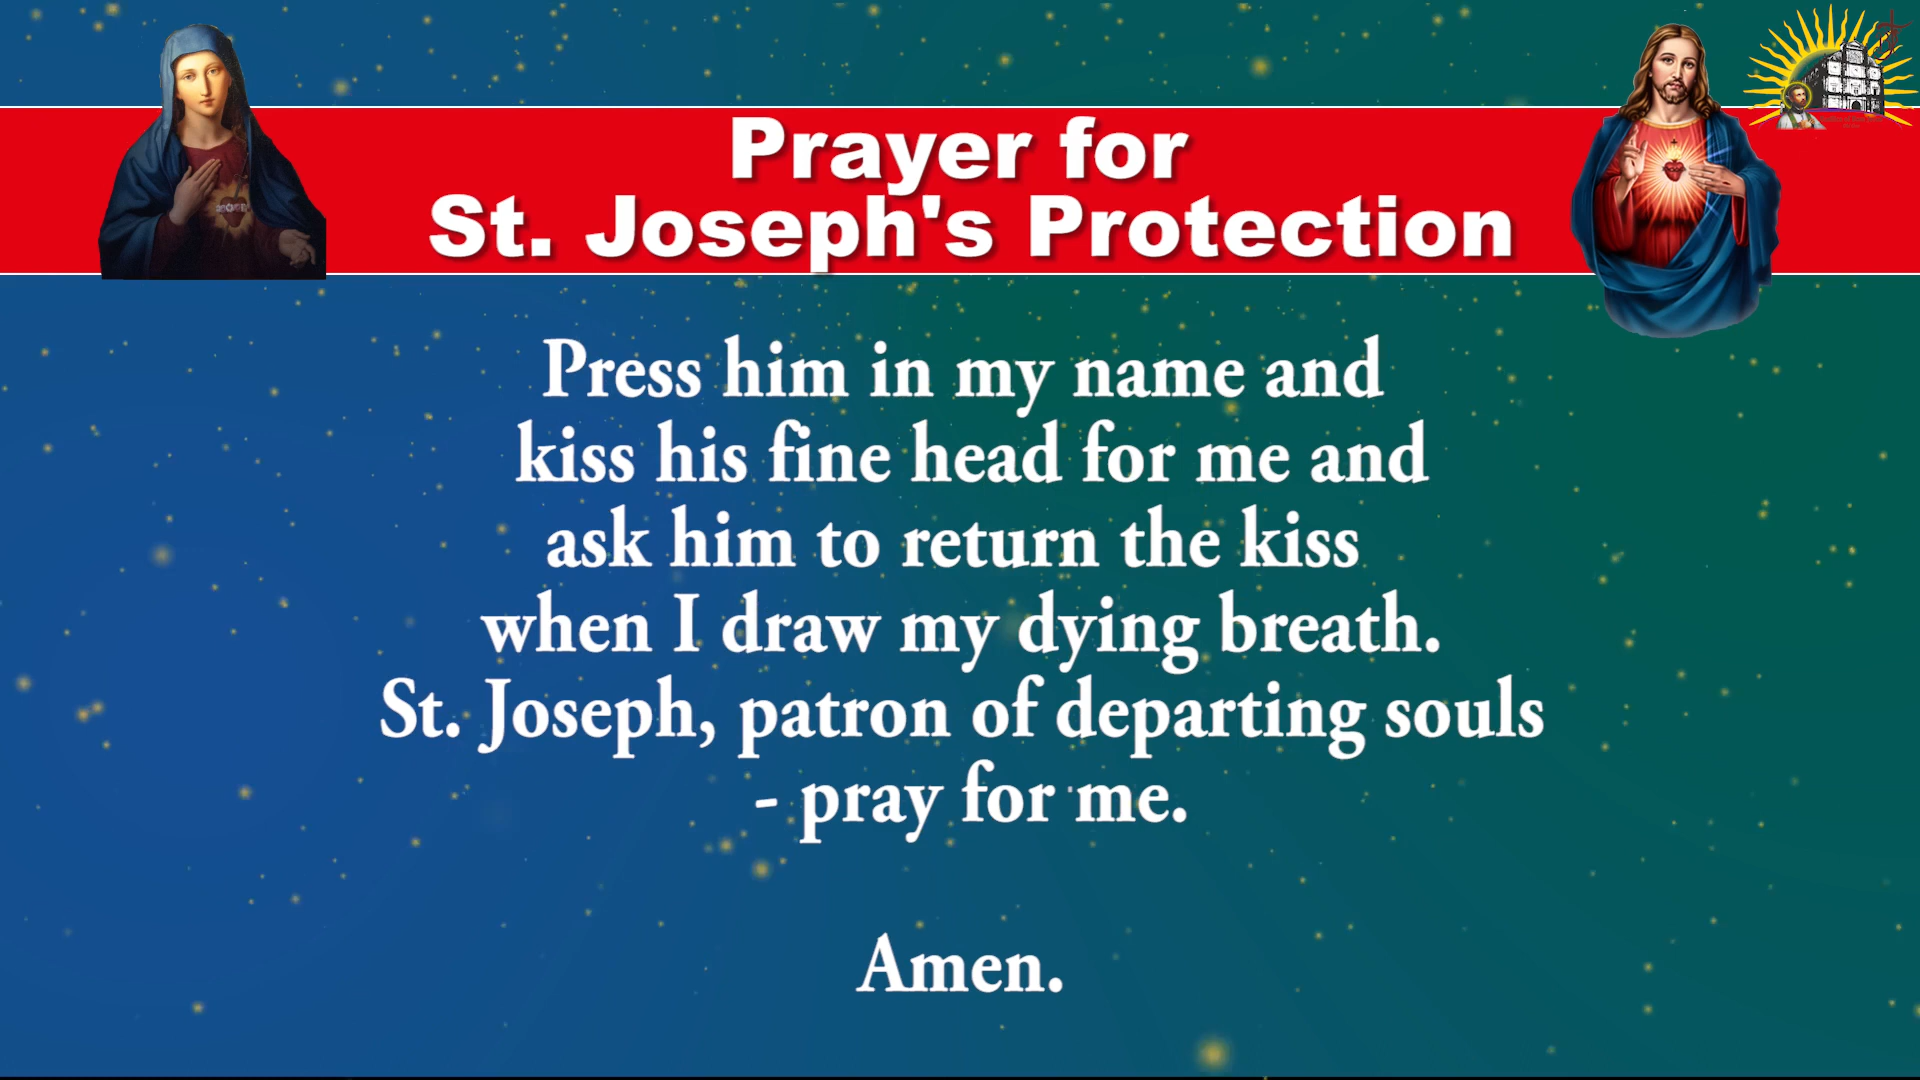 Prayer for
St. Joseph's Protection
Press him in my name and
kiss his fine head for me and
ask him to return the kiss
when I draw my dying breath.
St. Joseph, patron of departing souls
- pray for me.
Amen.